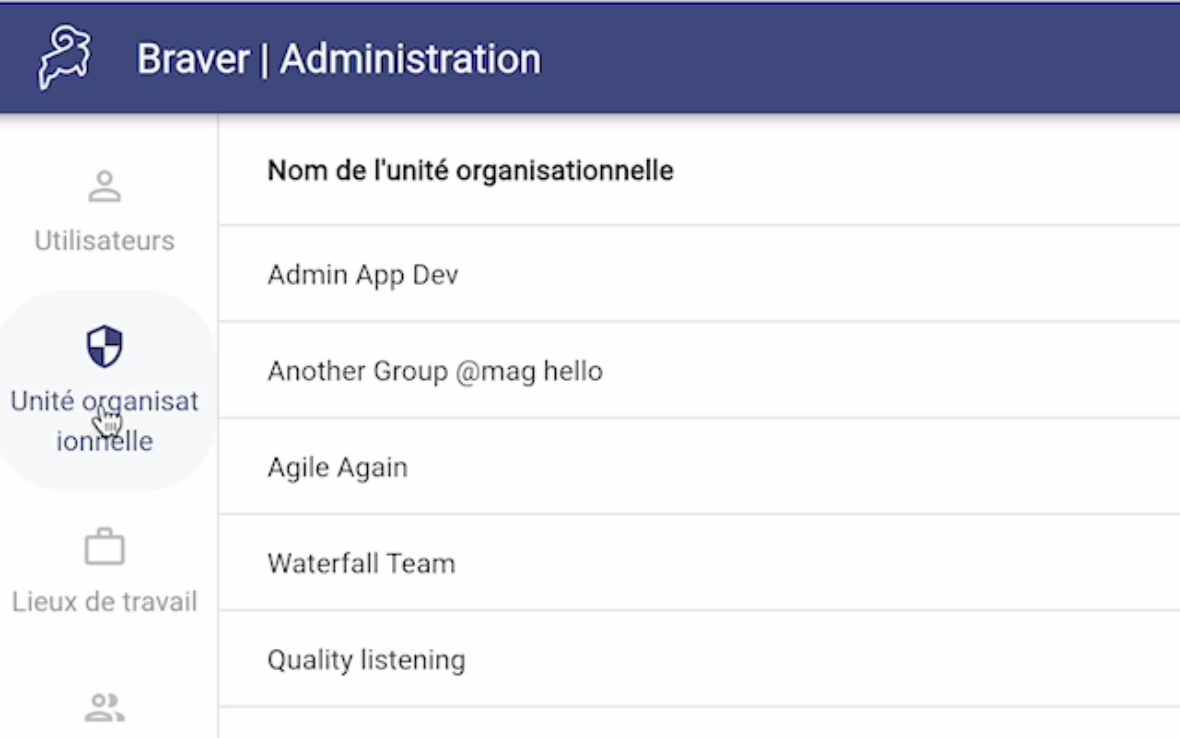 Braver | Administration
Utilisateurs
Unité organisat
ionnelle
Lieux de travail
Nom de l'unité organisationnelle
Admin App Dev
Another Group @mag hello
Agile Again
Waterfall Team
Quality listening